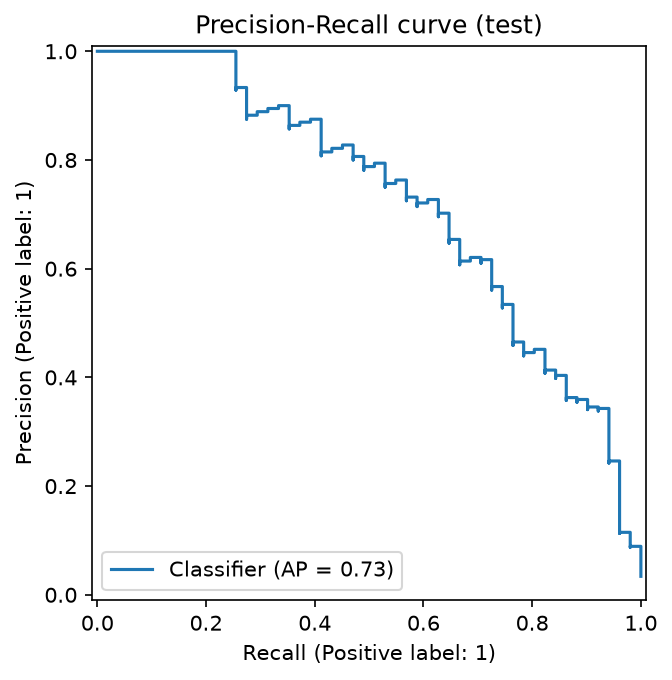 Precision-Recall curve (test)
1.0
0.8
0.6
0.4
0.2
0.0
Precision (Positive label: 1)
Classifier (AP = 0.73)
0.0 0.2 0.4 0.6 0.8 1.0
Recall (Positive label: 1)